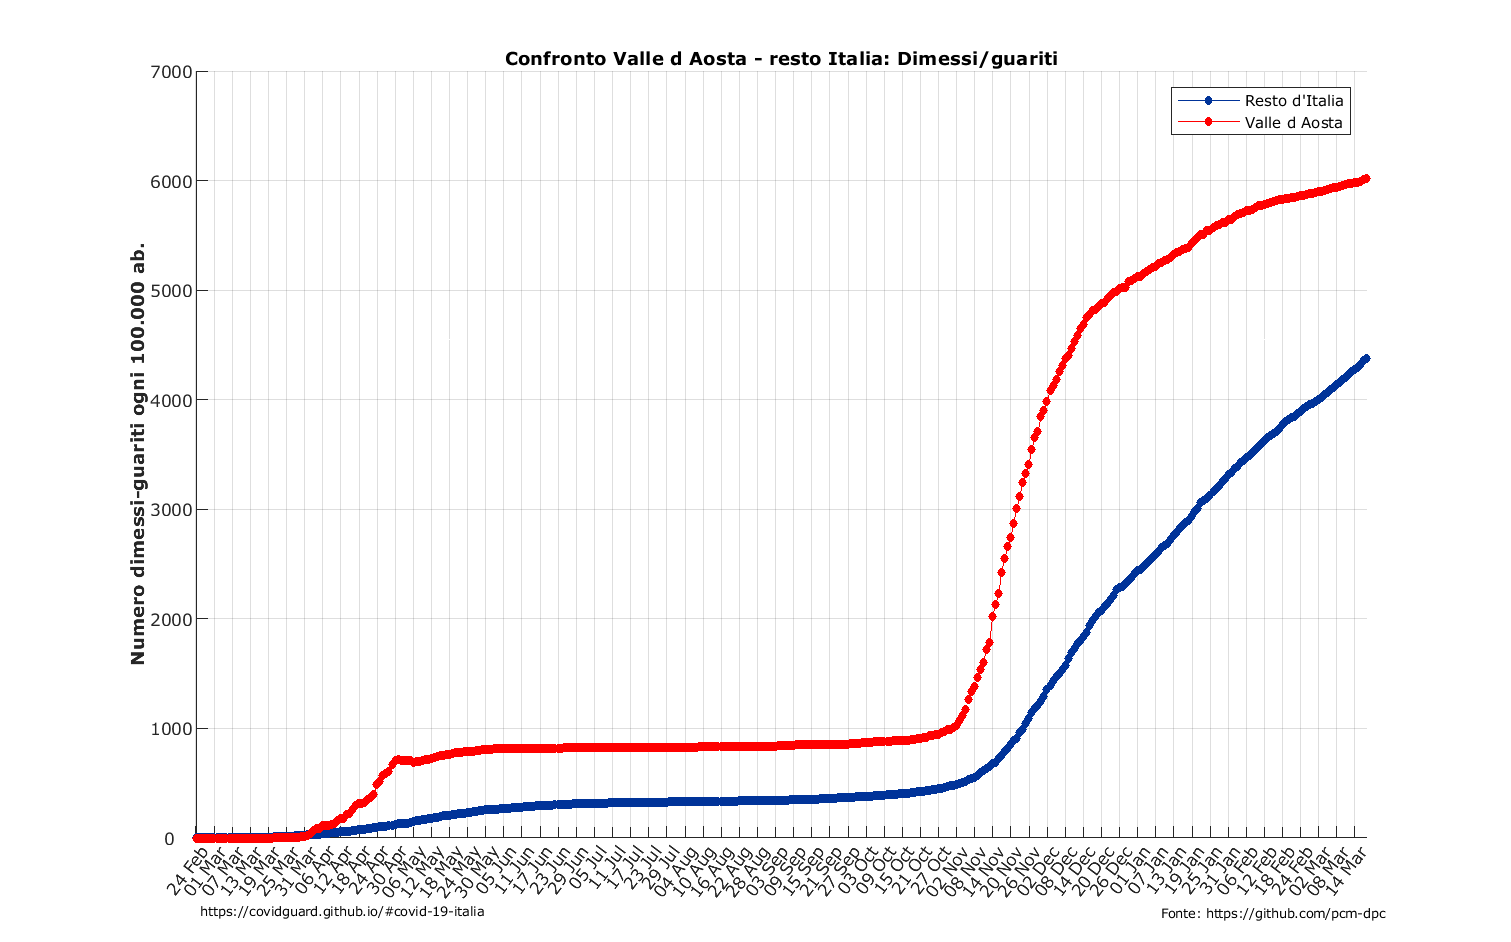 Confronto Valle d Aosta - resto Italia: Dimessi/guariti
Resto d'Italia
Valle d Aosta
Numero dimessi-guariti ogni 100.000 ab.
7000
6000
5000
4000
3000
2000
1000
0
24 Feb
01 Mar
07 Mar
13 Mar
19 Mar
25 Mar
31 Mar
06 Apr
12 Apr
18 Apr
24 Apr
30 Apr
06 May
12 May
18 May
24 May
30 May
05 Jun
11 Jun
17 Jun
23 Jun
29 Jun
05 Jul
11 Jul
17 Jul
23 Jul
29 Jul
04 Aug
10 Aug
16 Aug
22 Aug
28 Aug
03 Sep
09 Sep
15 Sep
21 Sep
27 Sep
03 Oct
09 Oct
15 Oct
21 Oct
27 Oct
02 Nov
08 Nov
14 Nov
20 Nov
26 Nov
02 Dec
08 Dec
14 Dec
20 Dec
26 Dec
01 Jan
07 Jan
13 Jan
19 Jan
25 Jan
31 Jan
06 Feb
12 Feb
18 Feb
24 Feb
02 Mar
08 Mar
14 Mar
https://covidguard.github.io/#covid-19-italia
Fonte: https://github.com/pcm-dpc